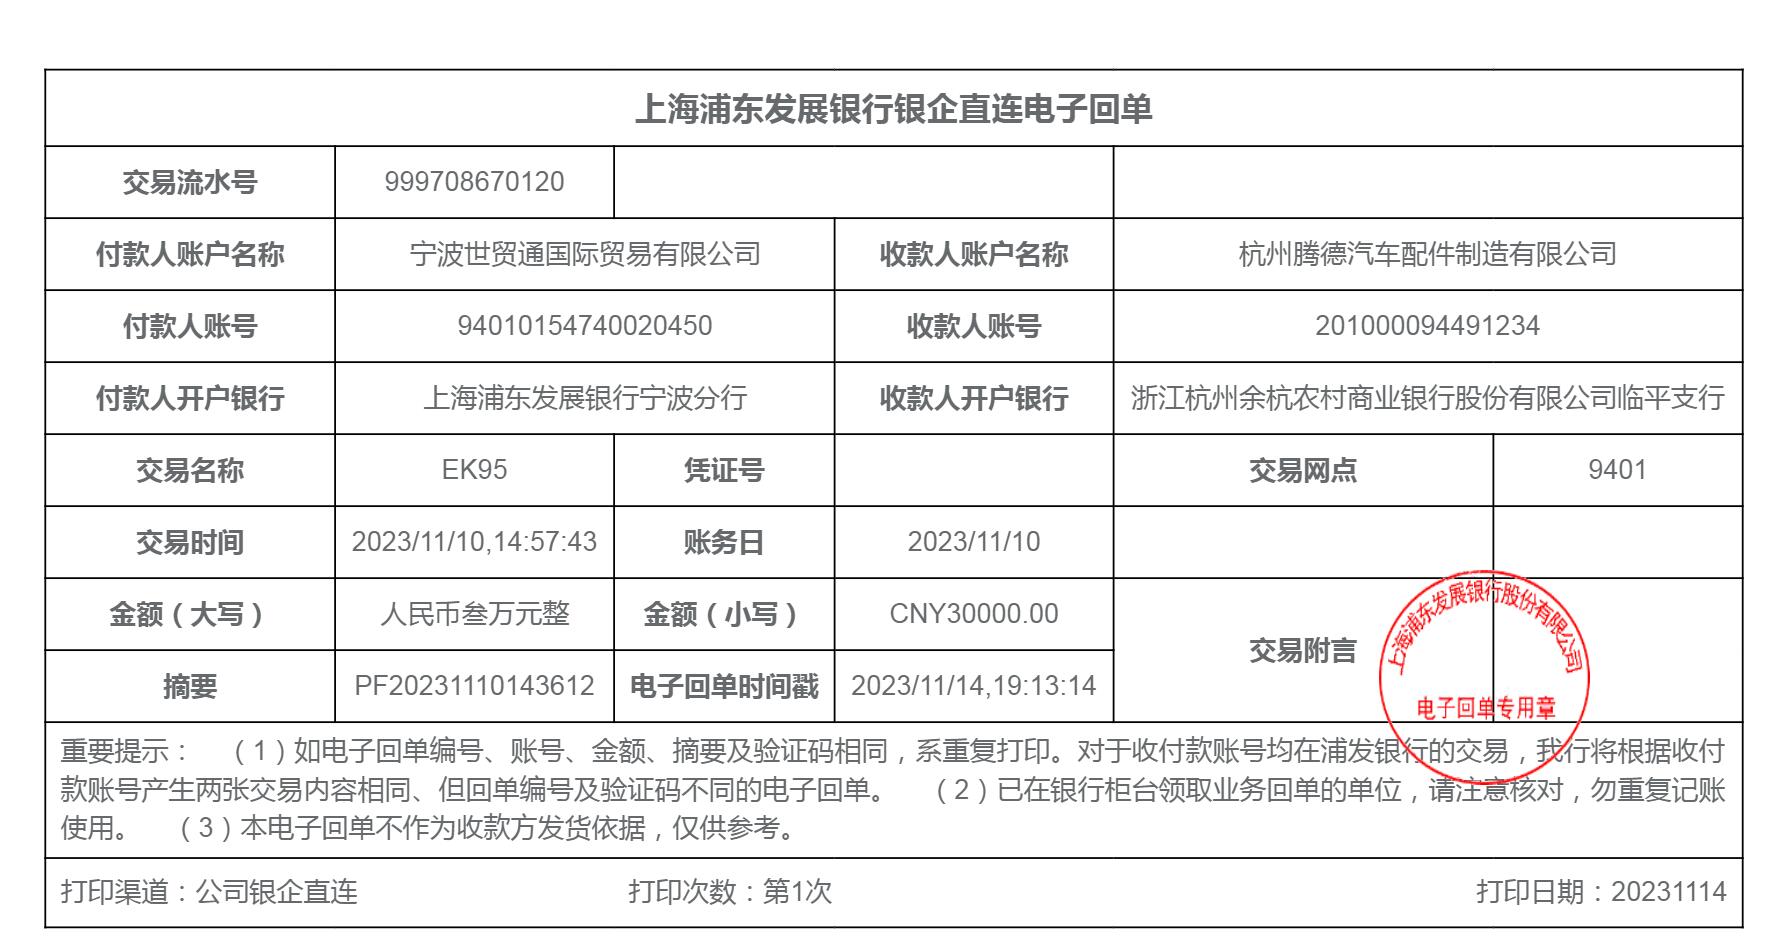 上海浦东发展银行银企直连电子回单
交易流水号 999708670120
付款人账户名称 宁波世贸通国际贸易有限公司 收款人账户名称 杭州腾德汽车配件制造有限公司
付款人账号 94010154740020450 收款人账号 201000094491234
付款人开户银行 上海浦东发展银行宁波分行 收款人开户银行 浙江杭州余杭农村商业银行股份有限公司临平支行
交易名称 EK95 凭证号 交易网点 9401
交易时间 2023/11/10,14:57:43 账务日 2023/11/10
金额（大写） 人民币叁万元整 金额（小写） CNY30000.00
交易附言
摘要 PF20231110143612 电子回单时间戳 2023/11/14,19:13:14
上海浦东发展银行股份有限公司
电子回单专用章
重要提示： （1）如电子回单编号、账号、金额、摘要及验证码相同，系重复打印。对于收付款账号均在浦发银行的交易，我行将根据收付
款账号产生两张交易内容相同、但回单编号及验证码不同的电子回单。 （2）已在银行柜台领取业务回单的单位，请注意核对，勿重复记账
使用。 （3）本电子回单不作为收款方发货依据，仅供参考。
打印渠道：公司银企直连 打印次数：第1次 打印日期：20231114